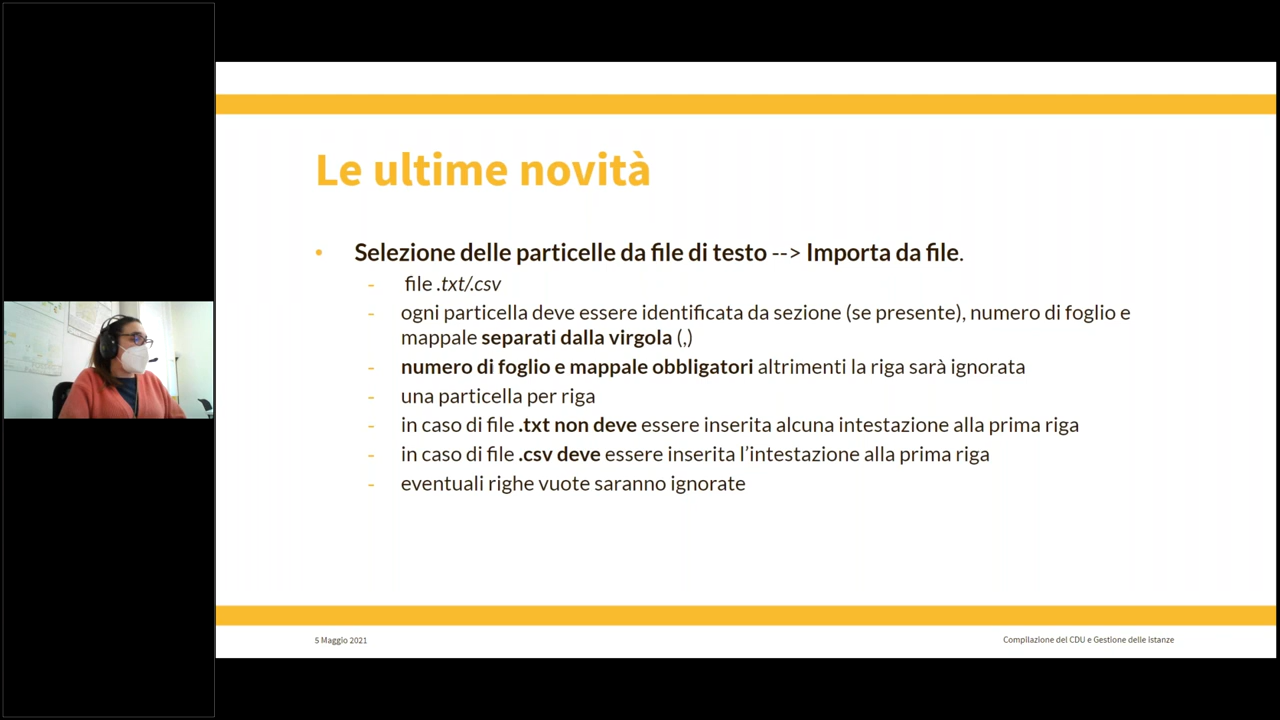 Le ultime novità
• Selezione delle particelle da file di testo --> Importa da file.
- file .txt/.csv
- ogni particella deve essere identificata da sezione (se presente), numero di foglio e
mappale separati dalla virgola (,)
- numero di foglio e mappale obbligatori altrimenti la riga sarà ignorata
- una particella per riga
- in caso di file .txt non deve essere inserita alcuna intestazione alla prima riga
- in caso di file .csv deve essere inserita l’intestazione alla prima riga
- eventuali righe vuote saranno ignorate
5 Maggio 2021
Compilazione del CDU e Gestione delle istanze